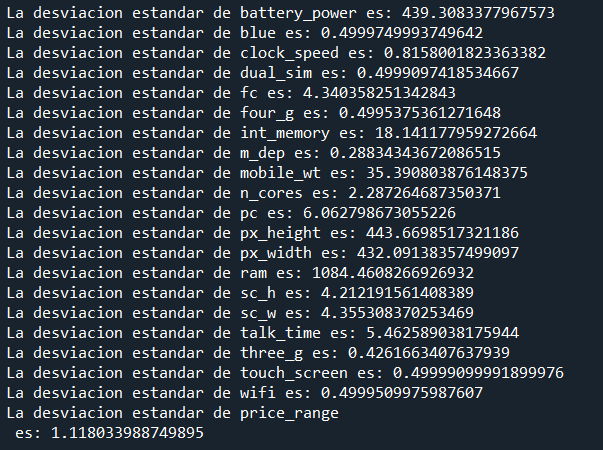 La desviacion estandar de battery_power es: 439.3083377967573
La desviacion estandar de blue es: 0.4999749993749642
La desviacion estandar de clock_speed es: 0.8158001823363382
La desviacion estandar de dual_sim es: 0.4999097418534667
La desviacion estandar de fc es: 4.340358251342843
La desviacion estandar de four_g es: 0.4995375361271648
La desviacion estandar de int_memory es: 18.141177959272664
La desviacion estandar de m_dep es: 0.28834343672086515
La desviacion estandar de mobile_wt es: 35.390803876148375
La desviacion estandar de n_cores es: 2.287264687350371
La desviacion estandar de pc es: 6.062798673055226
La desviacion estandar de px_height es: 443.6698517321186
La desviacion estandar de px_width es: 432.09138357499097
La desviacion estandar de ram es: 1084.4608266926932
La desviacion estandar de sc_h es: 4.212191561408389
La desviacion estandar de sc_w es: 4.355308370253469
La desviacion estandar de talk_time es: 5.462589038175944
La desviacion estandar de three_g es: 0.4261663407637939
La desviacion estandar de touch_screen es: 0.49999099991899976
La desviacion estandar de wifi es: 0.4999509975987607
La desviacion estandar de price_range
 es: 1.118033988749895